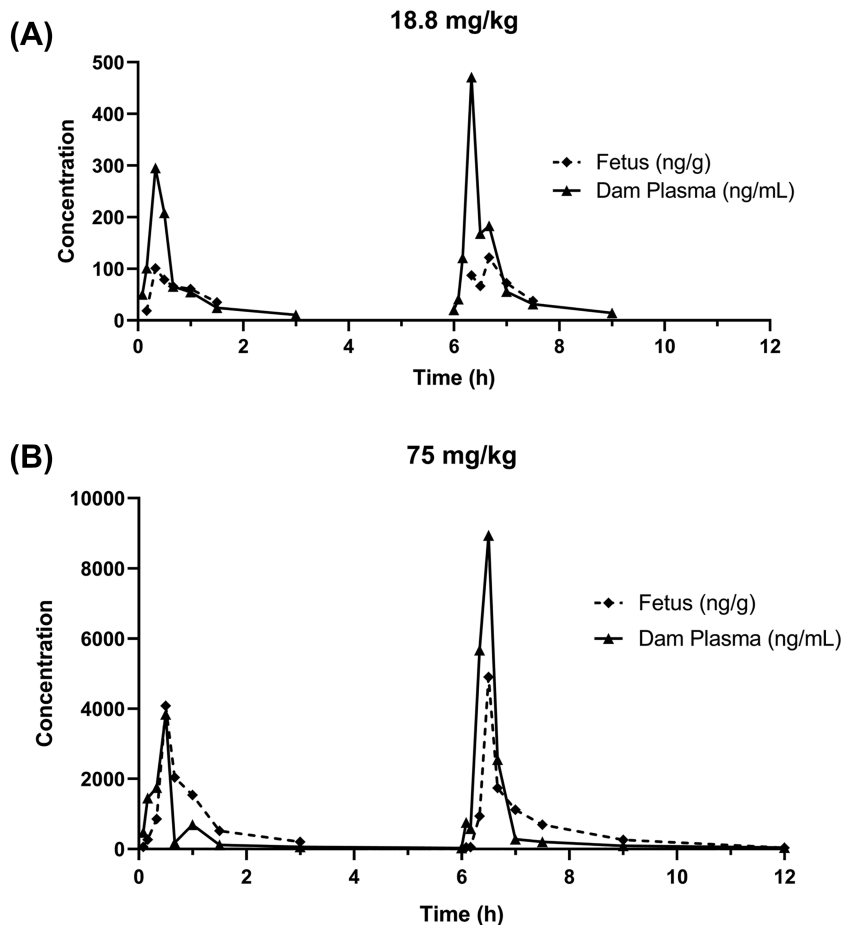 (A)
18.8 mg/kg
500
400
300
200
100
0
Concentration
Fetus (ng/g)
Dam Plasma (ng/mL)
0 2 4 6 8 10 12
Time (h)
(B)
75 mg/kg
10000
8000
6000
4000
2000
0
Concentration
Fetus (ng/g)
Dam Plasma (ng/mL)
0 2 4 6 8 10 12
Time (h)